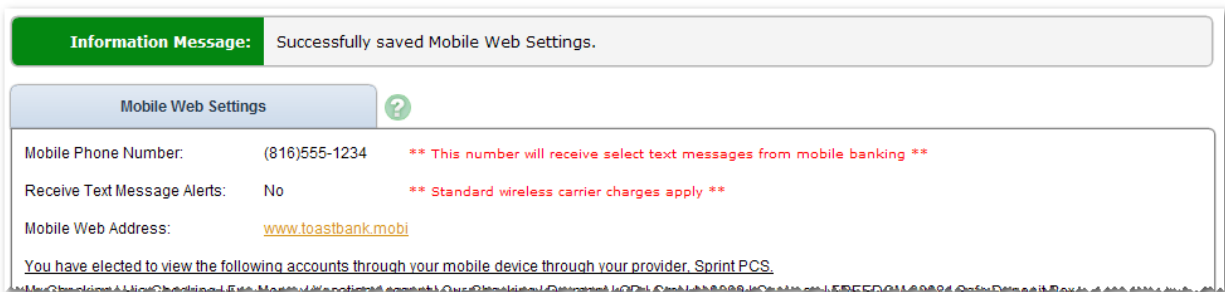 Information Message: Successfully saved Mobile Web Settings.
Mobile Web Settings ?
Mobile Phone Number: (816)555-1234 ** This number will receive select text messages from mobile banking **
Receive Text Message Alerts: No ** Standard wireless carrier charges apply **
Mobile Web Address: www.toastbank.mobi
You have elected to view the following accounts through your mobile device through your provider, Sprint PCS.